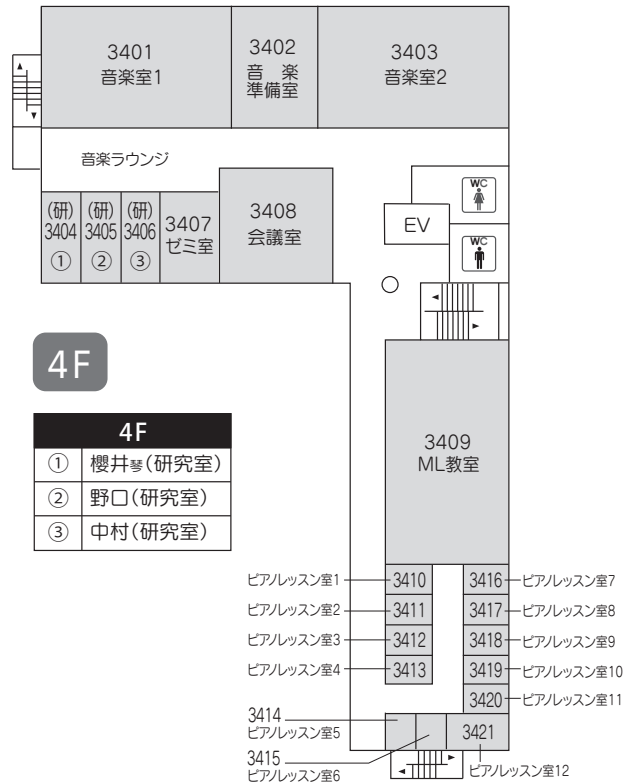 3401
音楽室1
3402
音 楽
準備室
3403
音楽室2
音楽ラウンジ
(研)
3404
①
(研)
3405
②
(研)
3406
③
3407
ゼミ室
3408
会議室
WC
EV
WC
4F
4F
① 櫻井琴(研究室)
② 野口(研究室)
③ 中村(研究室)
3409
ML教室
ピアノレッスン室1 3410
3416 ピアノレッスン室7
ピアノレッスン室2 3411
3417 ピアノレッスン室8
ピアノレッスン室3 3412
3418 ピアノレッスン室9
ピアノレッスン室4 3413
3419 ピアノレッスン室10
3420 ピアノレッスン室11
3414
ピアノレッスン室5
3415
ピアノレッスン室6
3421
ピアノレッスン室12